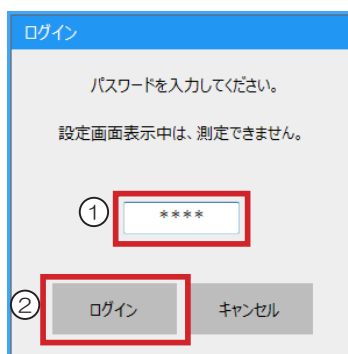 ログイン
パスワードを入力してください。
設定画面表示中は、測定できません。
① ****
② ログイン キャンセル